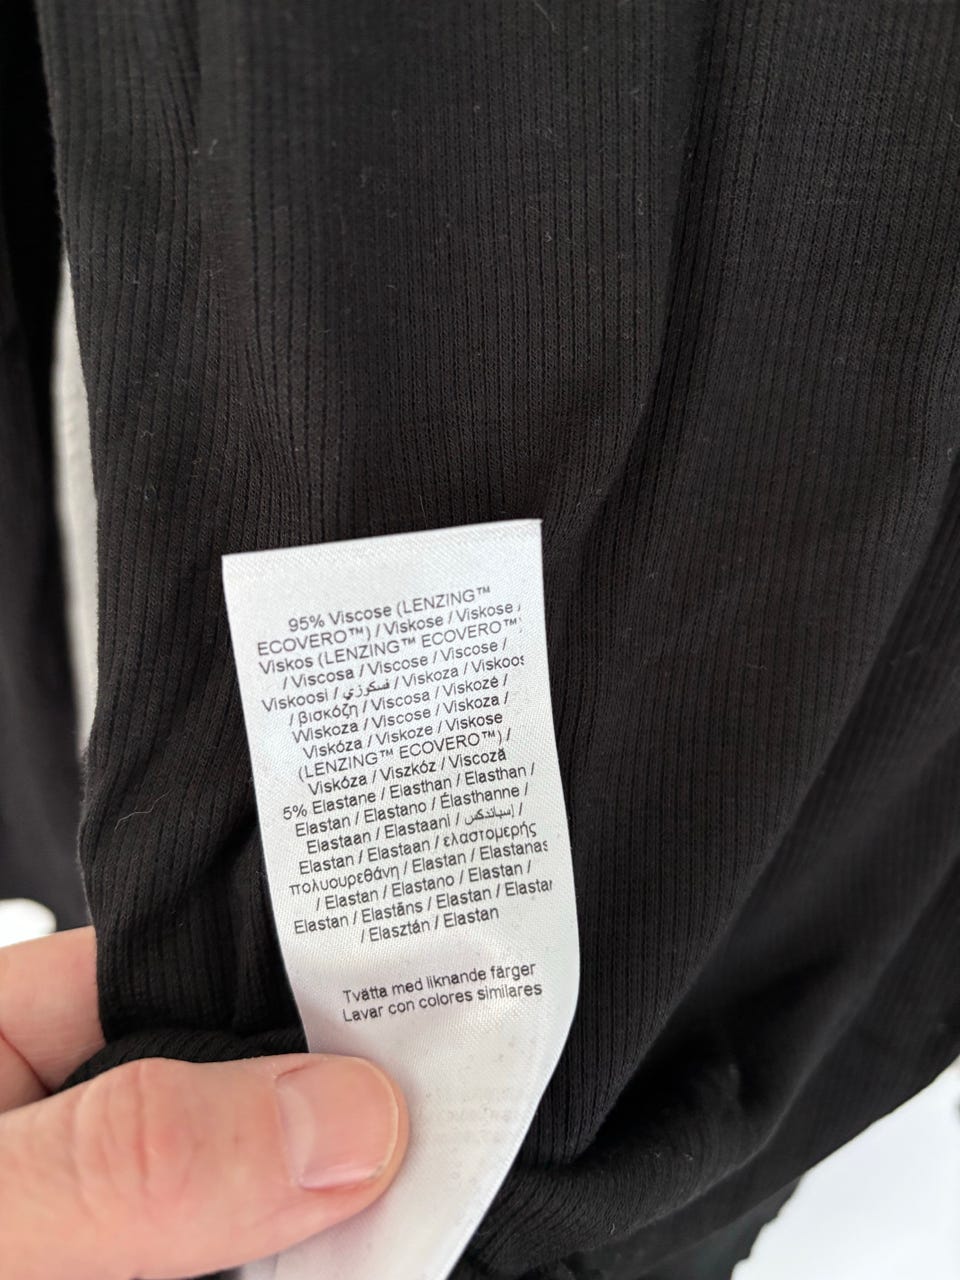 95% Viscose (LENZING™
ECOVERO™) / Viskose / Viskose /
Viskos (LENZING™ ECOVERO™)
/ Viscosa / Viscose / Viscose /
Viskoosi / فسكوزي / Viskoza / Viskoos
/ βισκόζη / Viscosa / Viskozė /
Wiskoza / Viscose / Viskoza /
Viskóza / Viskoze / Viskose
(LENZING™ ECOVERO™) /
Viskóza / Viszkóz / Viscoză
5% Elastane / Elasthan / Elasthan /
Elastan / Elastano / Élasthanne /
Elastaan / Elastaani / إسباندكس /
Elastan / Elastaan / ελαστομερής
πολυουρεθάνη / Elastan / Elastanas
/ Elastan / Elastano / Elastan /
Elastan / Elastāns / Elastan / Elastan
/ Elasztán / Elastan
Tvätta med liknande färger
Lavar con colores similares